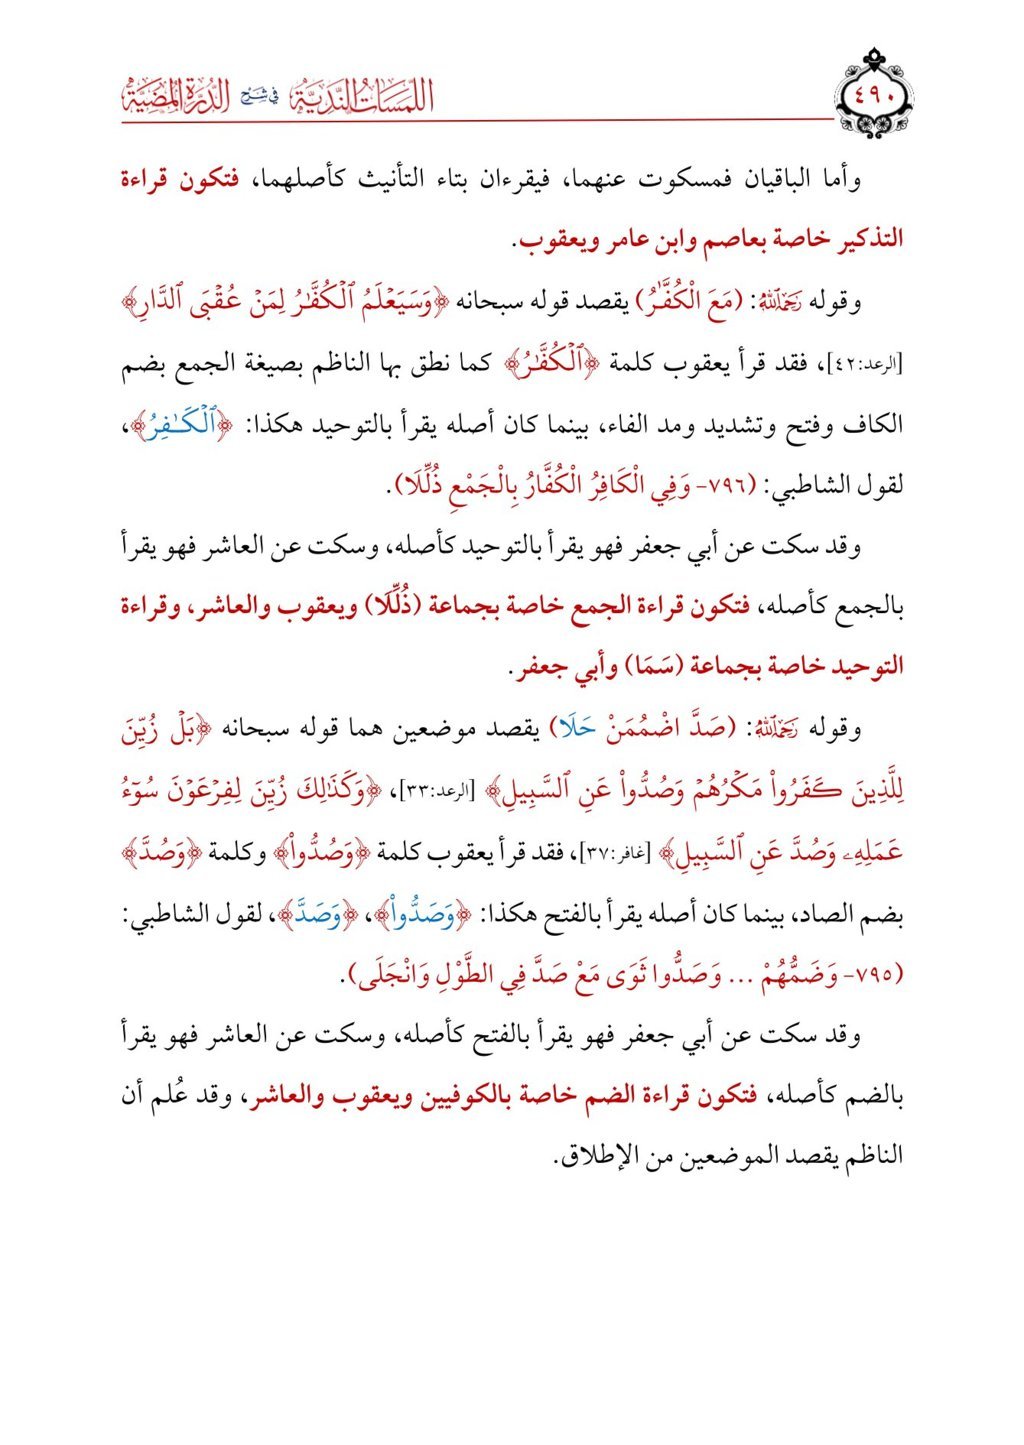 ٤٩٠
اللمسات الندية في شرح الدرة المضية
وأما الباقيان فمسكوت عنهما، فيقرءان بتاء التأنيث كأصلهما، فتكون قراءة
التذكير خاصة بعاصم وابن عامر ويعقوب.
وقوله رَحِمَهُ اللَّهُ: (مَعَ الْكُفَّـٰرُ) يقصد قوله سبحانه ﴿وَسَيَعْلَمُ ٱلْكُفَّـٰرُ لِمَنْ عُقْبَى ٱلدَّارِ﴾
[الرعد:٤٢]، فقد قرأ يعقوب كلمة ﴿ٱلْكُفَّـٰرُ﴾ كما نطق بها الناظم بصيغة الجمع بضم
الكاف وفتح وتشديد ومد الفاء، بينما كان أصله يقرأ بالتوحيد هكذا: ﴿ٱلْكَـٰفِرُ﴾،
لقول الشاطبي: (٧٩٦- وَفِي الْكَافِرُ الْكُفَّارُ بِالْجَمْعِ ذُلِّلَا).
وقد سكت عن أبي جعفر فهو يقرأ بالتوحيد كأصله، وسكت عن العاشر فهو يقرأ
بالجمع كأصله، فتكون قراءة الجمع خاصة بجماعة (ذُلِّلَا) ويعقوب والعاشر، وقراءة
التوحيد خاصة بجماعة (سَمَا) وأبي جعفر.
وقوله رَحِمَهُ اللَّهُ: (صَدَّ اضْمُمَنْ حَلَا) يقصد موضعين هما قوله سبحانه ﴿بَلْ زُيِّنَ
لِلَّذِينَ كَفَرُواْ مَكْرُهُمْ وَصُدُّواْ عَنِ ٱلسَّبِيلِ﴾ [الرعد:٣٣]، ﴿وَكَذَٰلِكَ زُيِّنَ لِفِرْعَوْنَ سُوٓءُ
عَمَلِهِۦ وَصُدَّ عَنِ ٱلسَّبِيلِ﴾ [غافر:٣٧]، فقد قرأ يعقوب كلمة ﴿وَصُدُّواْ﴾ وكلمة ﴿وَصُدَّ﴾
بضم الصاد، بينما كان أصله يقرأ بالفتح هكذا: ﴿وَصَدُّواْ﴾، ﴿وَصَدَّ﴾، لقول الشاطبي:
(٧٩٥- وَضَمُّهُمْ ... وَصَدُّوا ثَوَى مَعْ صَدَّ فِي الطَّوْلِ وَانْجَلَى).
وقد سكت عن أبي جعفر فهو يقرأ بالفتح كأصله، وسكت عن العاشر فهو يقرأ
بالضم كأصله، فتكون قراءة الضم خاصة بالكوفيين ويعقوب والعاشر، وقد عُلم أن
الناظم يقصد الموضعين من الإطلاق.